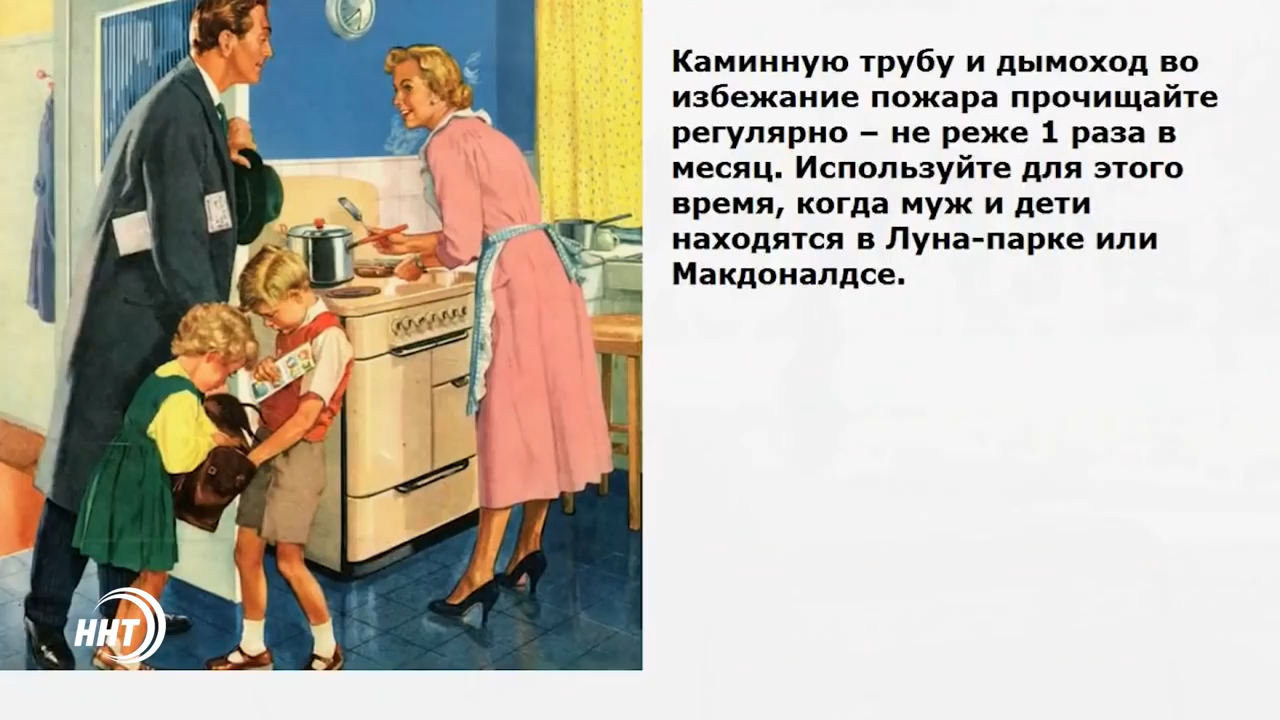 Каминную трубу и дымоход во
избежание пожара прочищайте
регулярно – не реже 1 раза в
месяц. Используйте для этого
время, когда муж и дети
находятся в Луна-парке или
Макдоналдсе.
ННТ